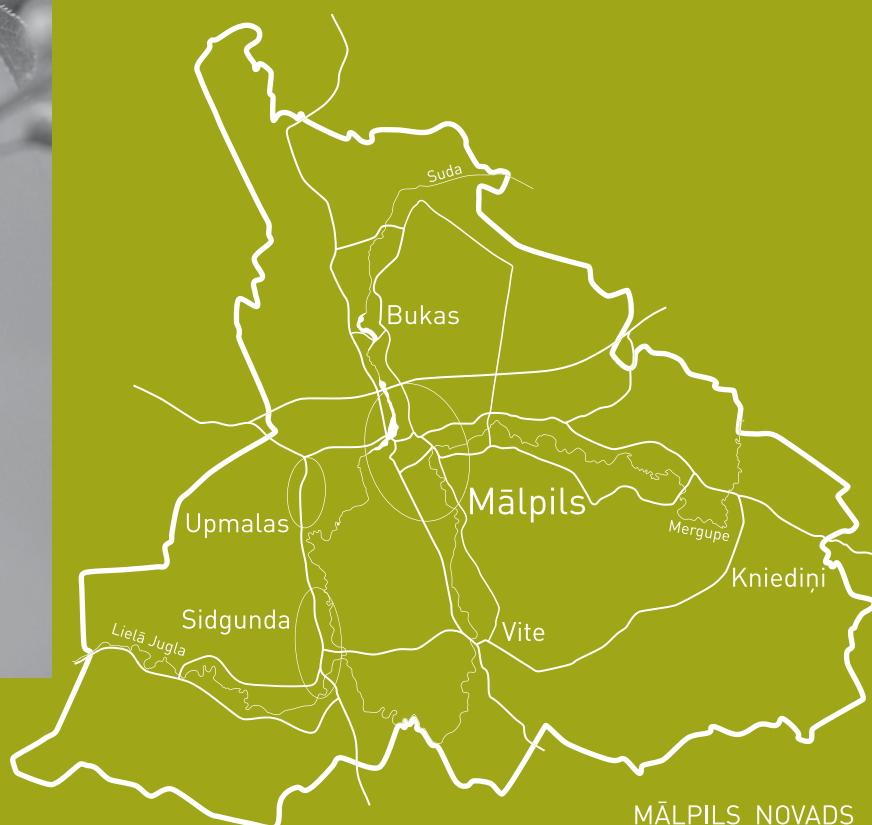 Suda
Bukas
Mālpils
Upmalas
Mergupe
Kniediņi
Sidgunda
Lielā Jugla
Vite
MĀLPILS NOVADS